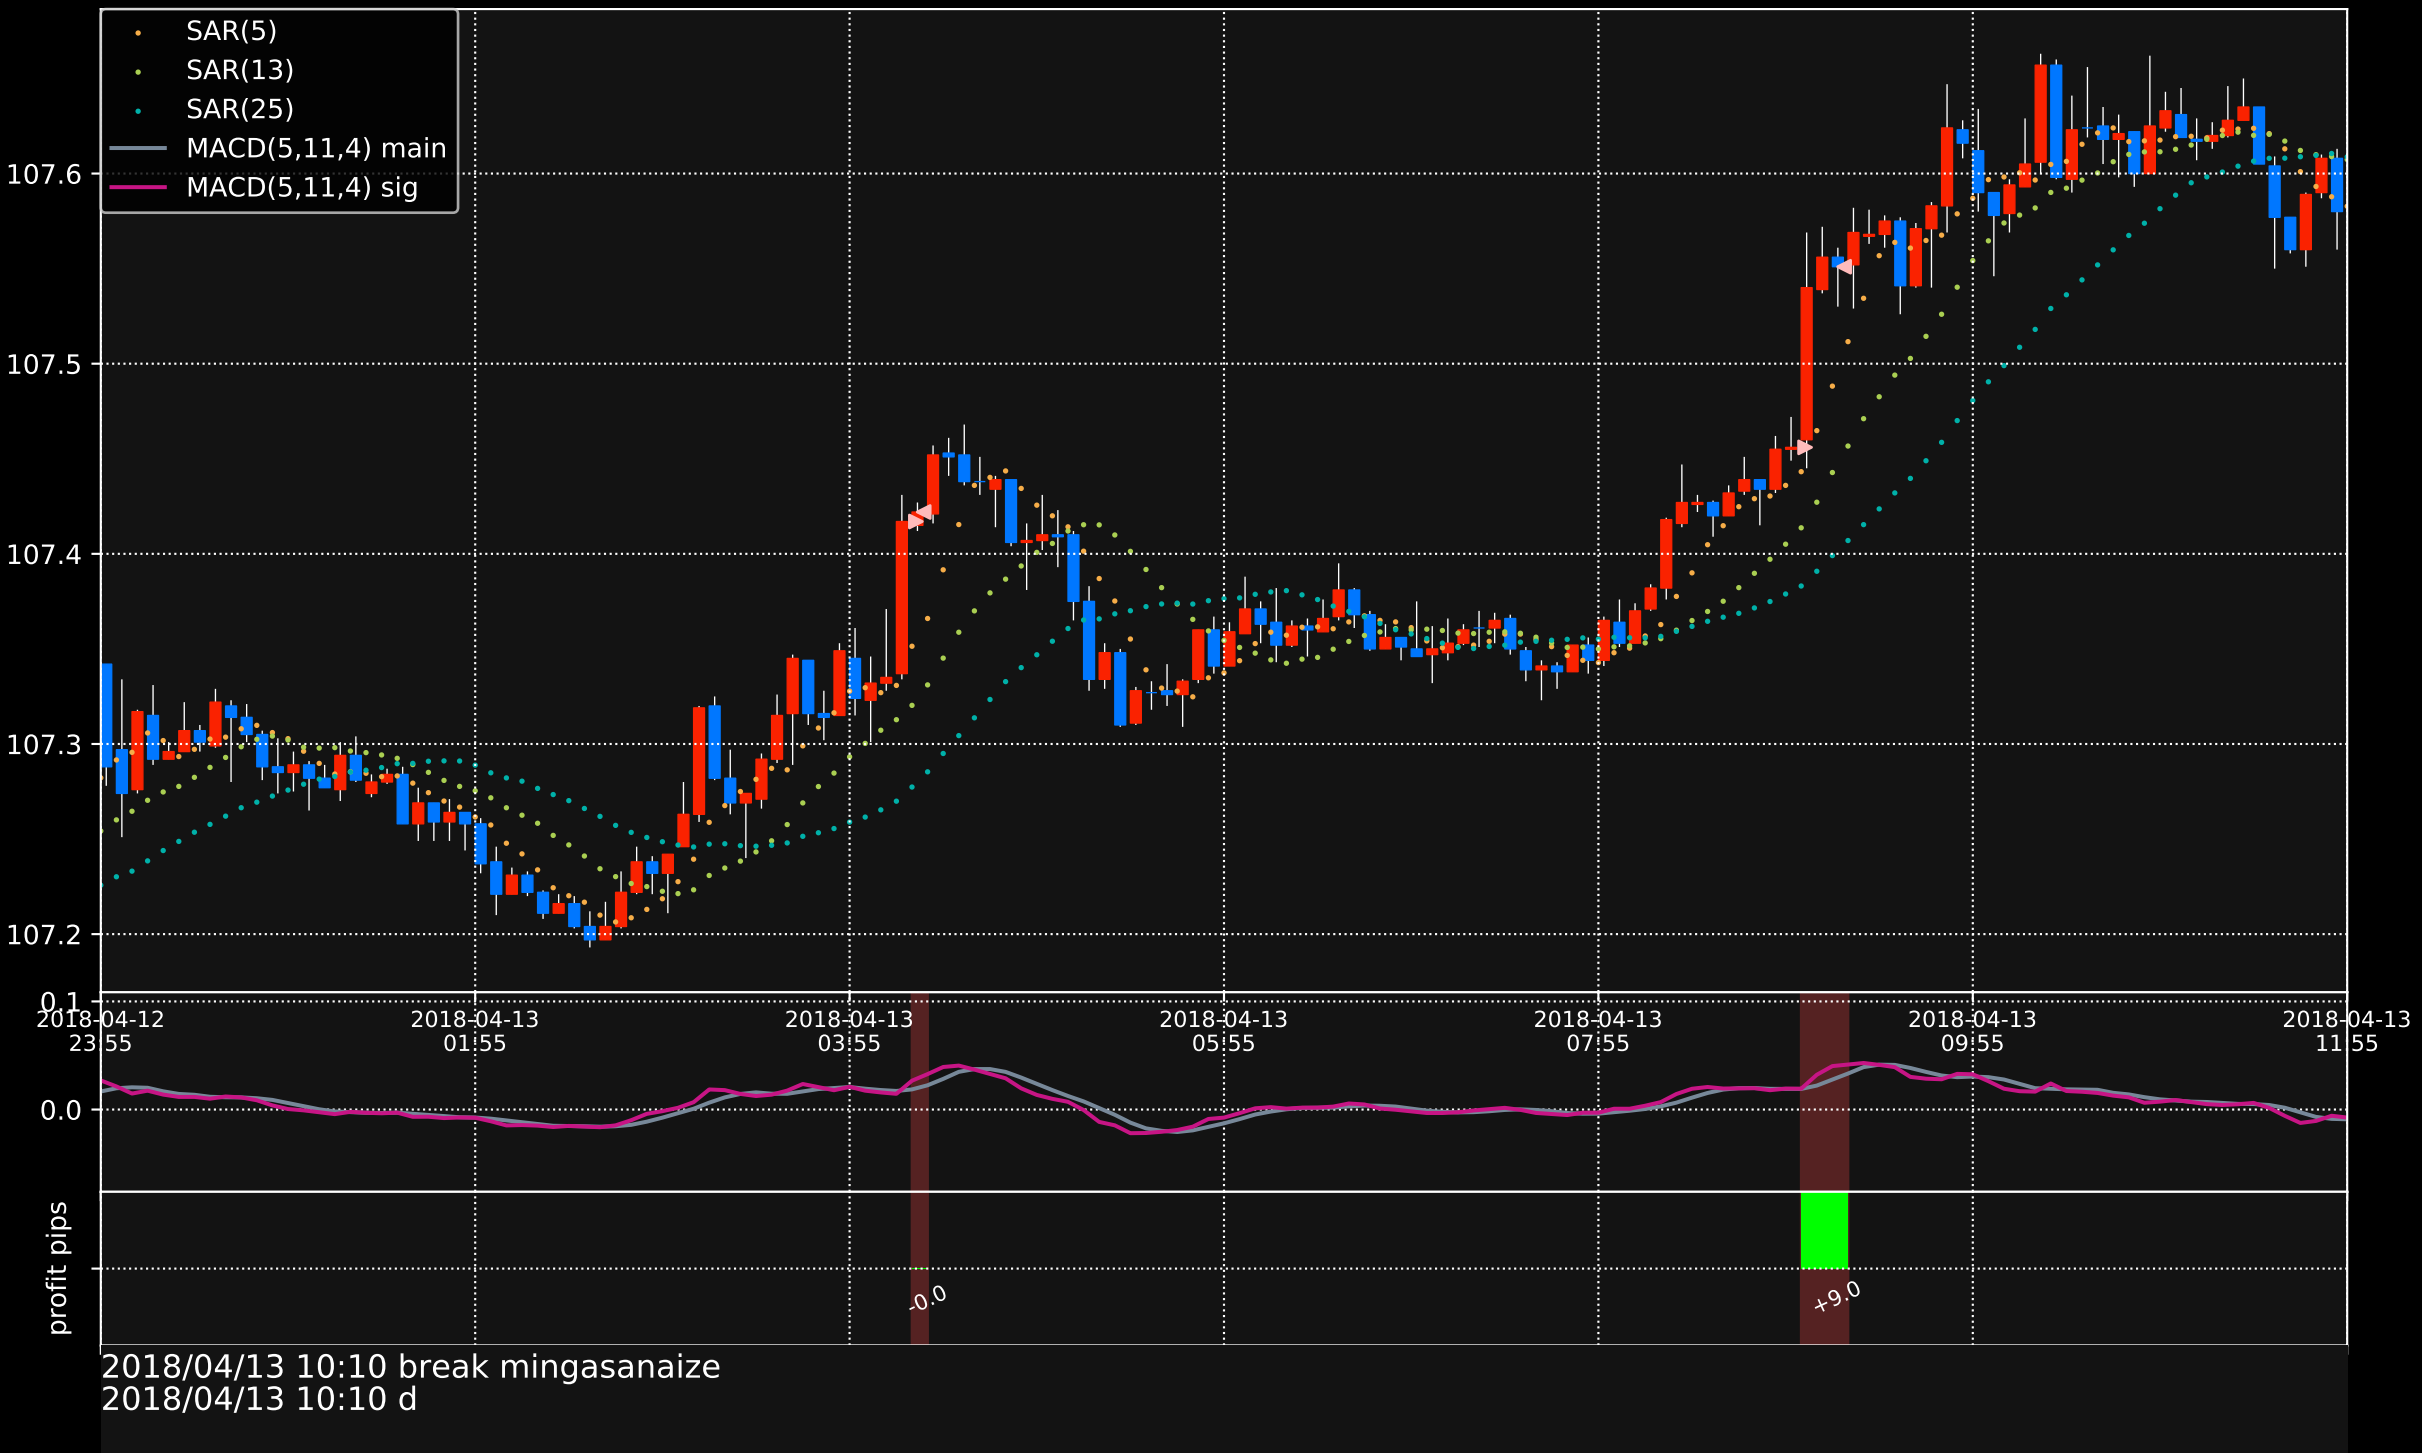 SAR(5)
SAR(13)
SAR(25)
MACD(5,11,4) main
MACD(5,11,4) sig
107.6
107.5
107.4
107.3
107.2
0.1
2018-04-12 2018-04-13 2018-04-13 2018-04-13 2018-04-13 2018-04-13 2018-04-13
23:55 01:55 03:55 05:55 07:55 09:55 11:55
0.0
profit pips
-0.0 +9.0
2018/04/13 10:10 break mingasanaize
2018/04/13 10:10 d